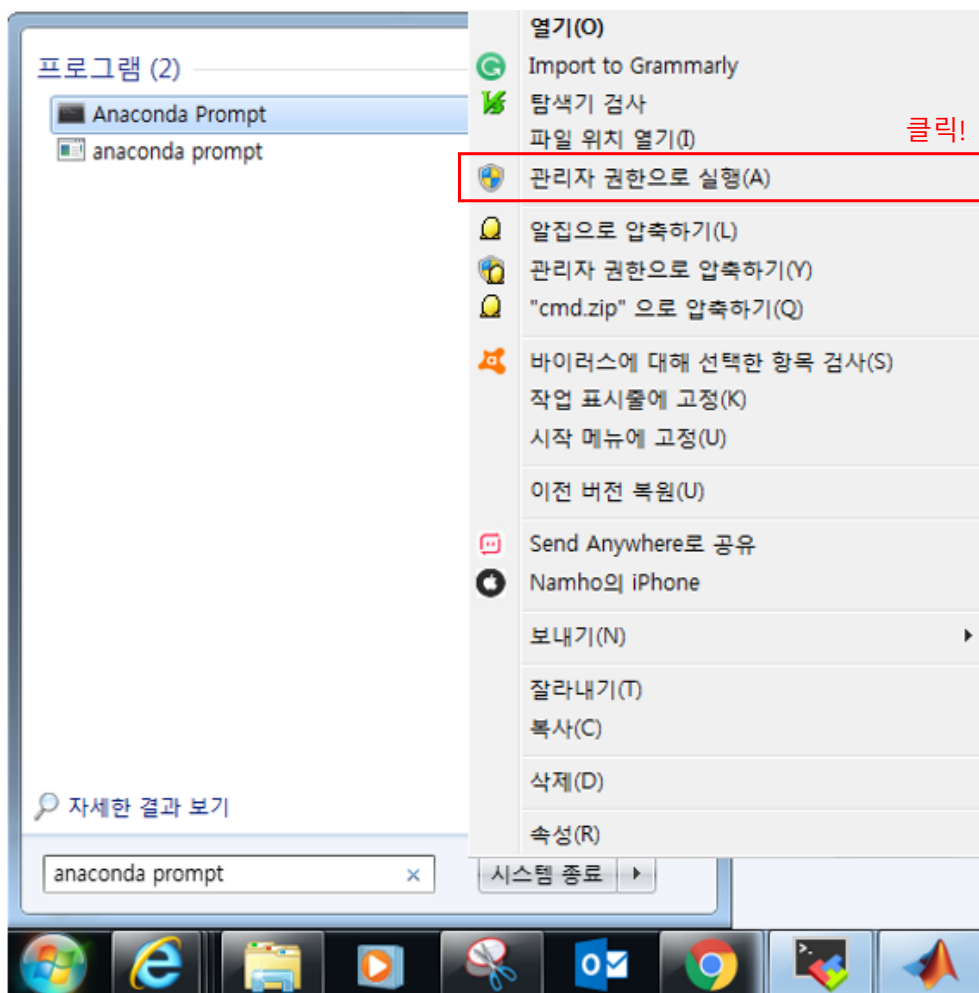 프로그램 (2)
Anaconda Prompt
anaconda prompt
자세한 결과 보기
anaconda prompt
시스템 종료
열기(O)
Import to Grammarly
탐색기 검사
파일 위치 열기(I)
클릭!
관리자 권한으로 실행(A)
알집으로 압축하기(L)
관리자 권한으로 압축하기(Y)
"cmd.zip" 으로 압축하기(Q)
바이러스에 대해 선택한 항목 검사(S)
작업 표시줄에 고정(K)
시작 메뉴에 고정(U)
이전 버전 복원(U)
Send Anywhere로 공유
Namho의 iPhone
보내기(N)
잘라내기(T)
복사(C)
삭제(D)
속성(R)